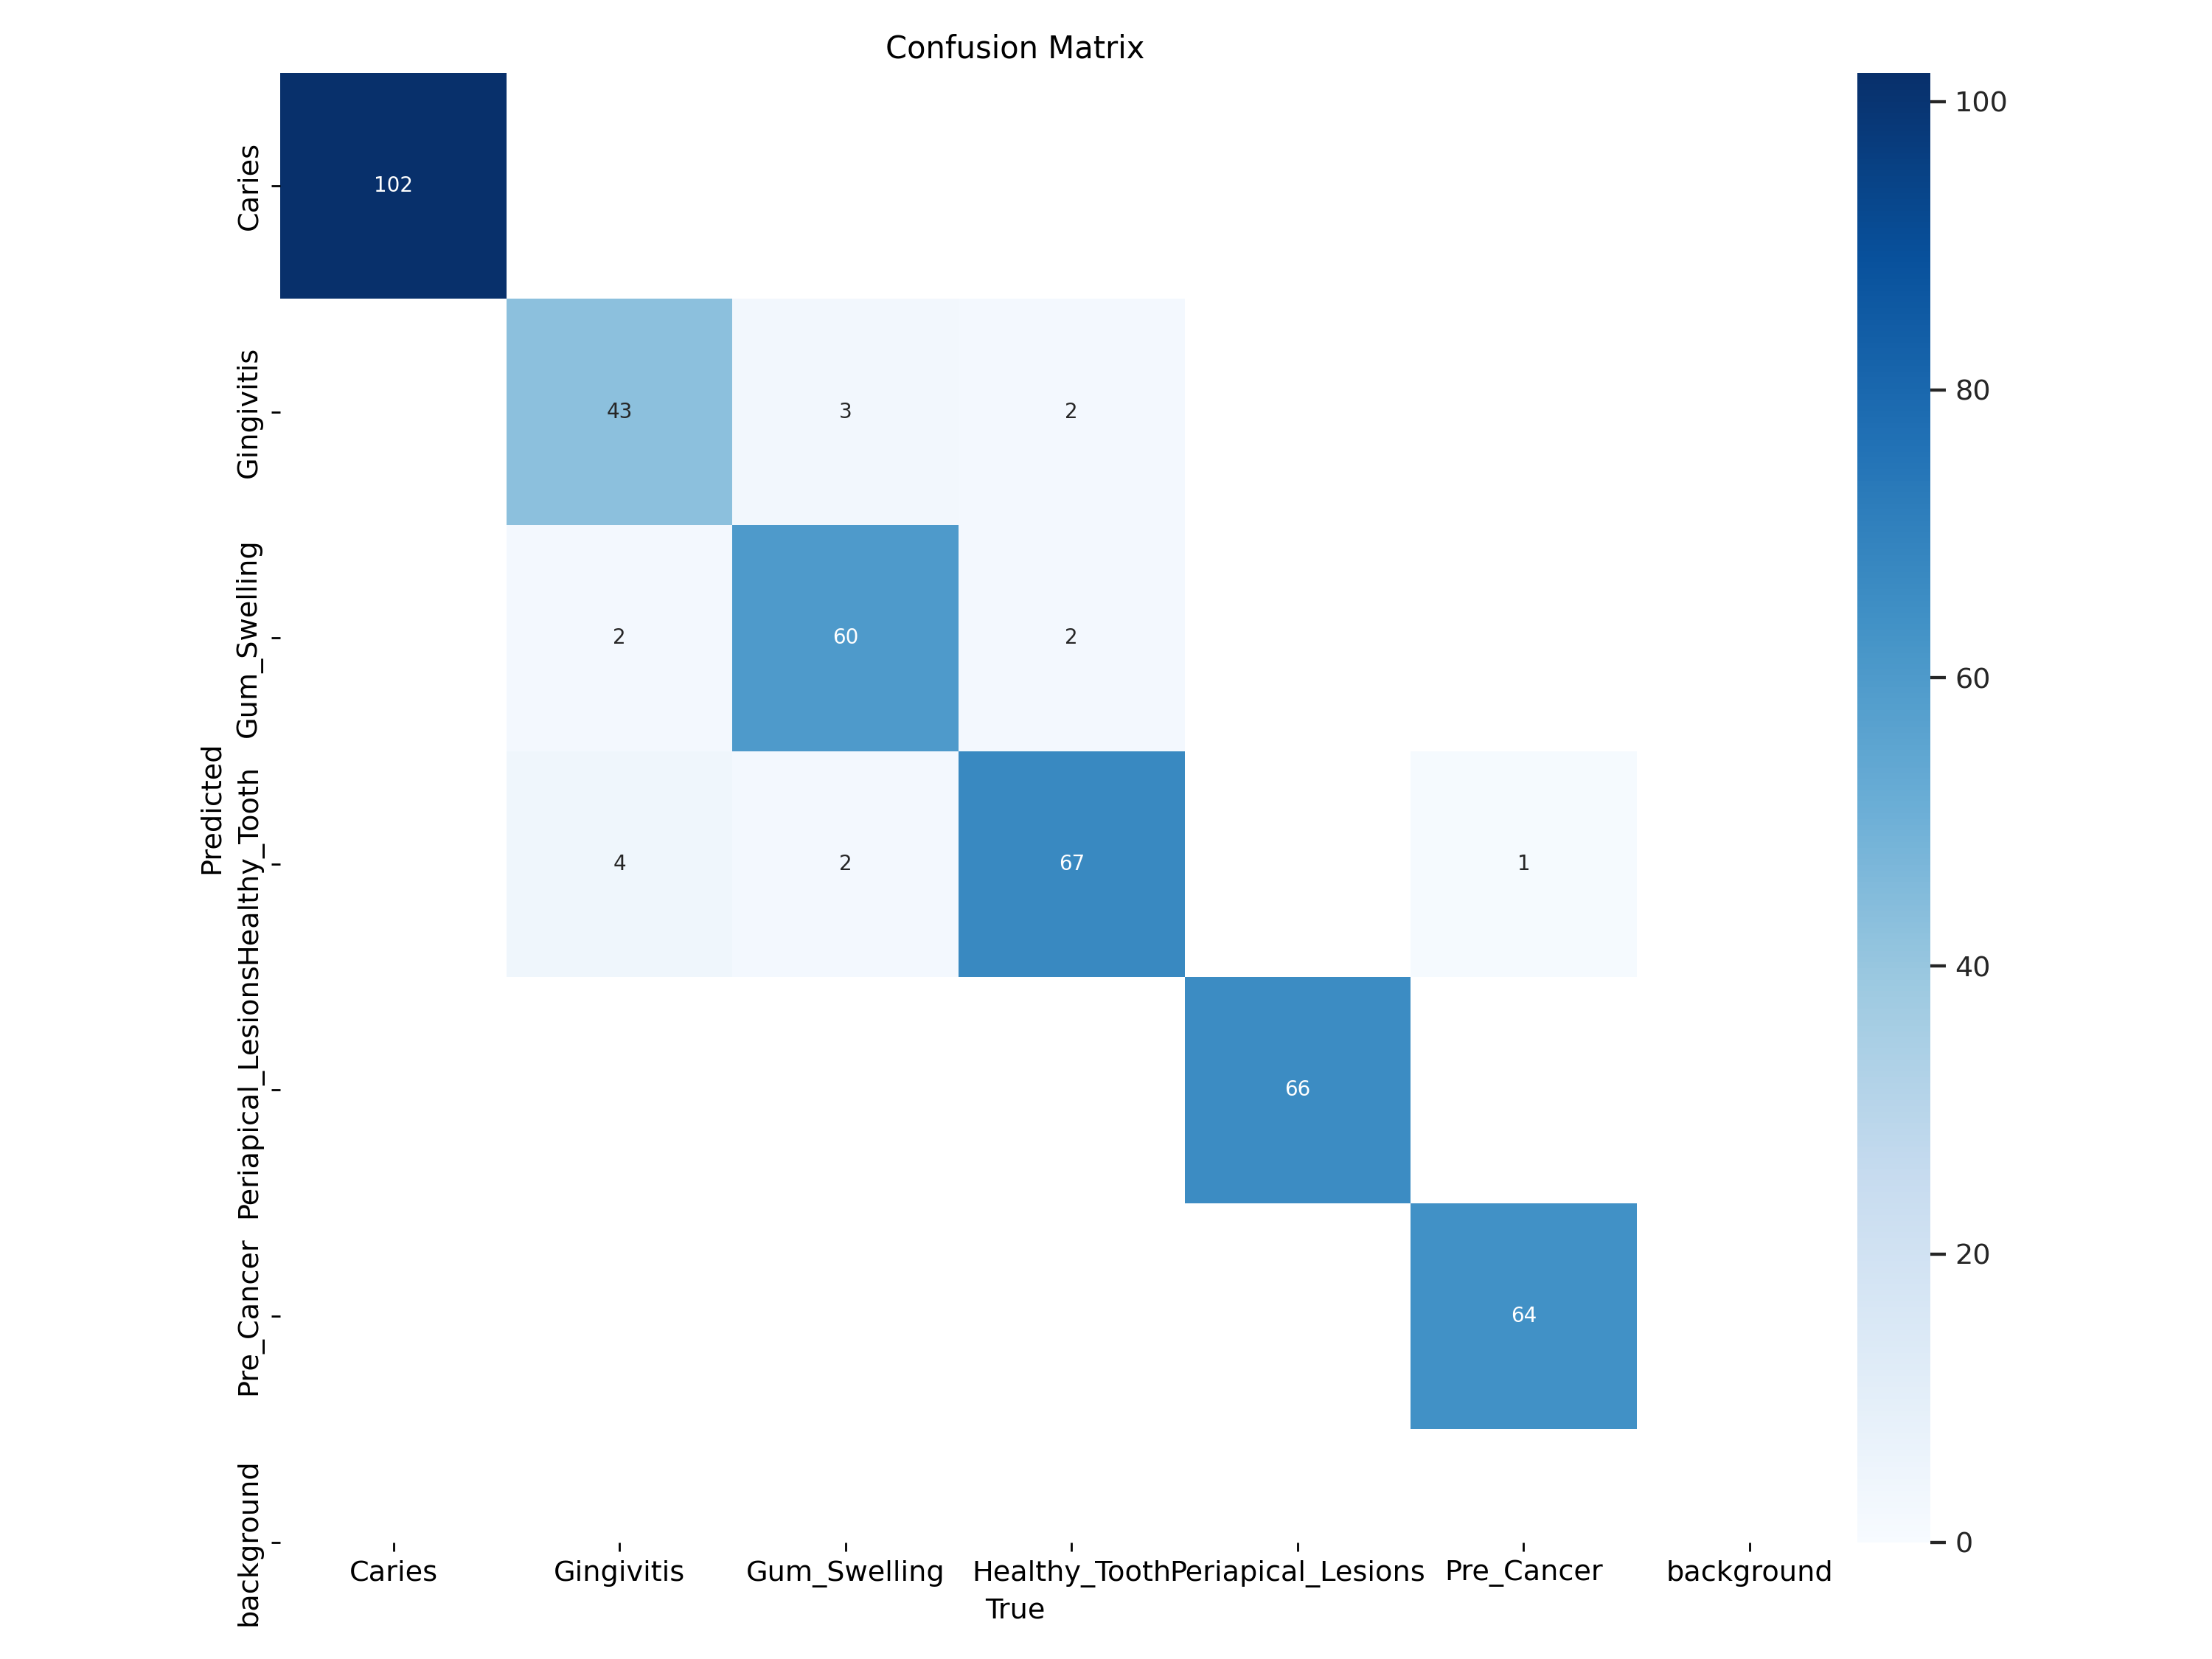 Confusion Matrix
Predicted
Caries
102
Gingivitis
43 3 2
Gum_Swelling
2 60 2
Healthy_Tooth
4 2 67 1
Periapical_Lesions
66
Pre_Cancer
64
background
Caries Gingivitis Gum_Swelling Healthy_Tooth Periapical_Lesions Pre_Cancer background
True
100
80
60
40
20
0